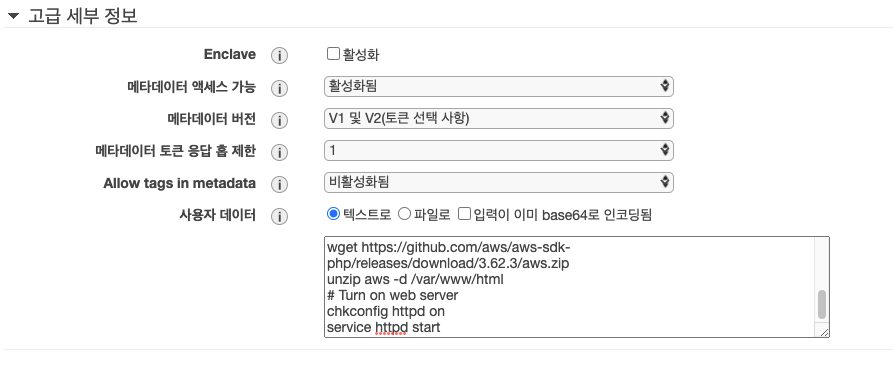 고급 세부 정보
Enclave 활성화
메타데이터 액세스 가능 활성화됨
메타데이터 버전 V1 및 V2(토큰 선택 사항)
메타데이터 토큰 응답 홉 제한 1
Allow tags in metadata 비활성화됨
사용자 데이터 텍스트로 파일로 입력이 이미 base64로 인코딩됨
wget https://github.com/aws/aws-sdk-
php/releases/download/3.62.3/aws.zip
unzip aws -d /var/www/html
# Turn on web server
chkconfig httpd on
service httpd start